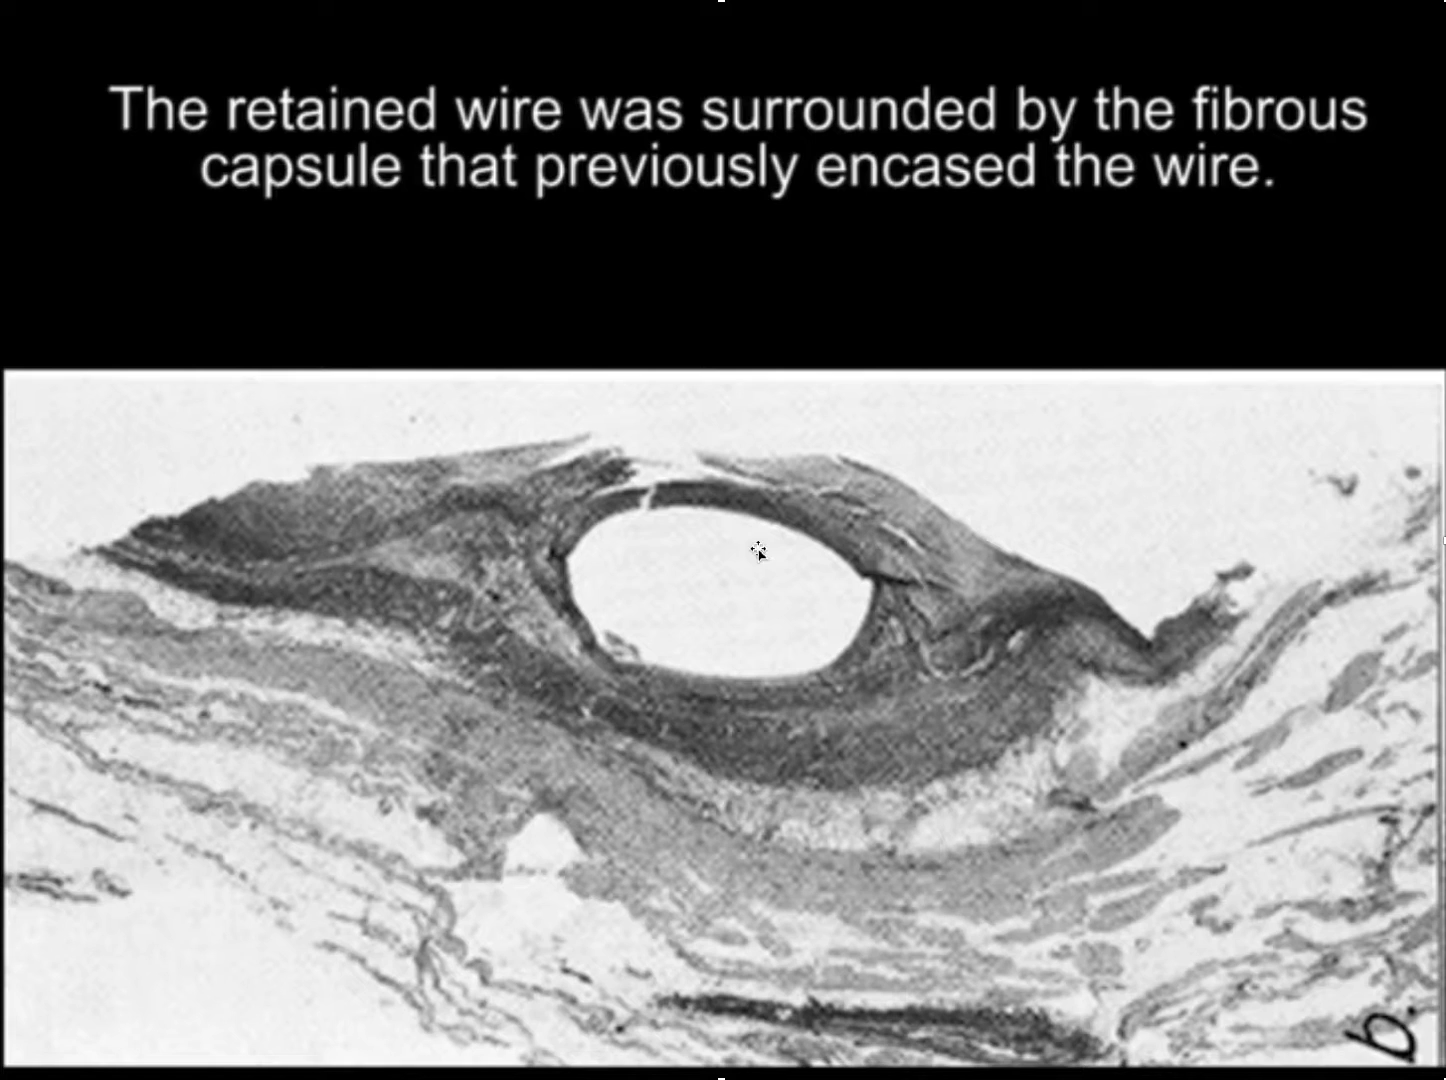 The retained wire was surrounded by the fibrous
capsule that previously encased the wire.
b.